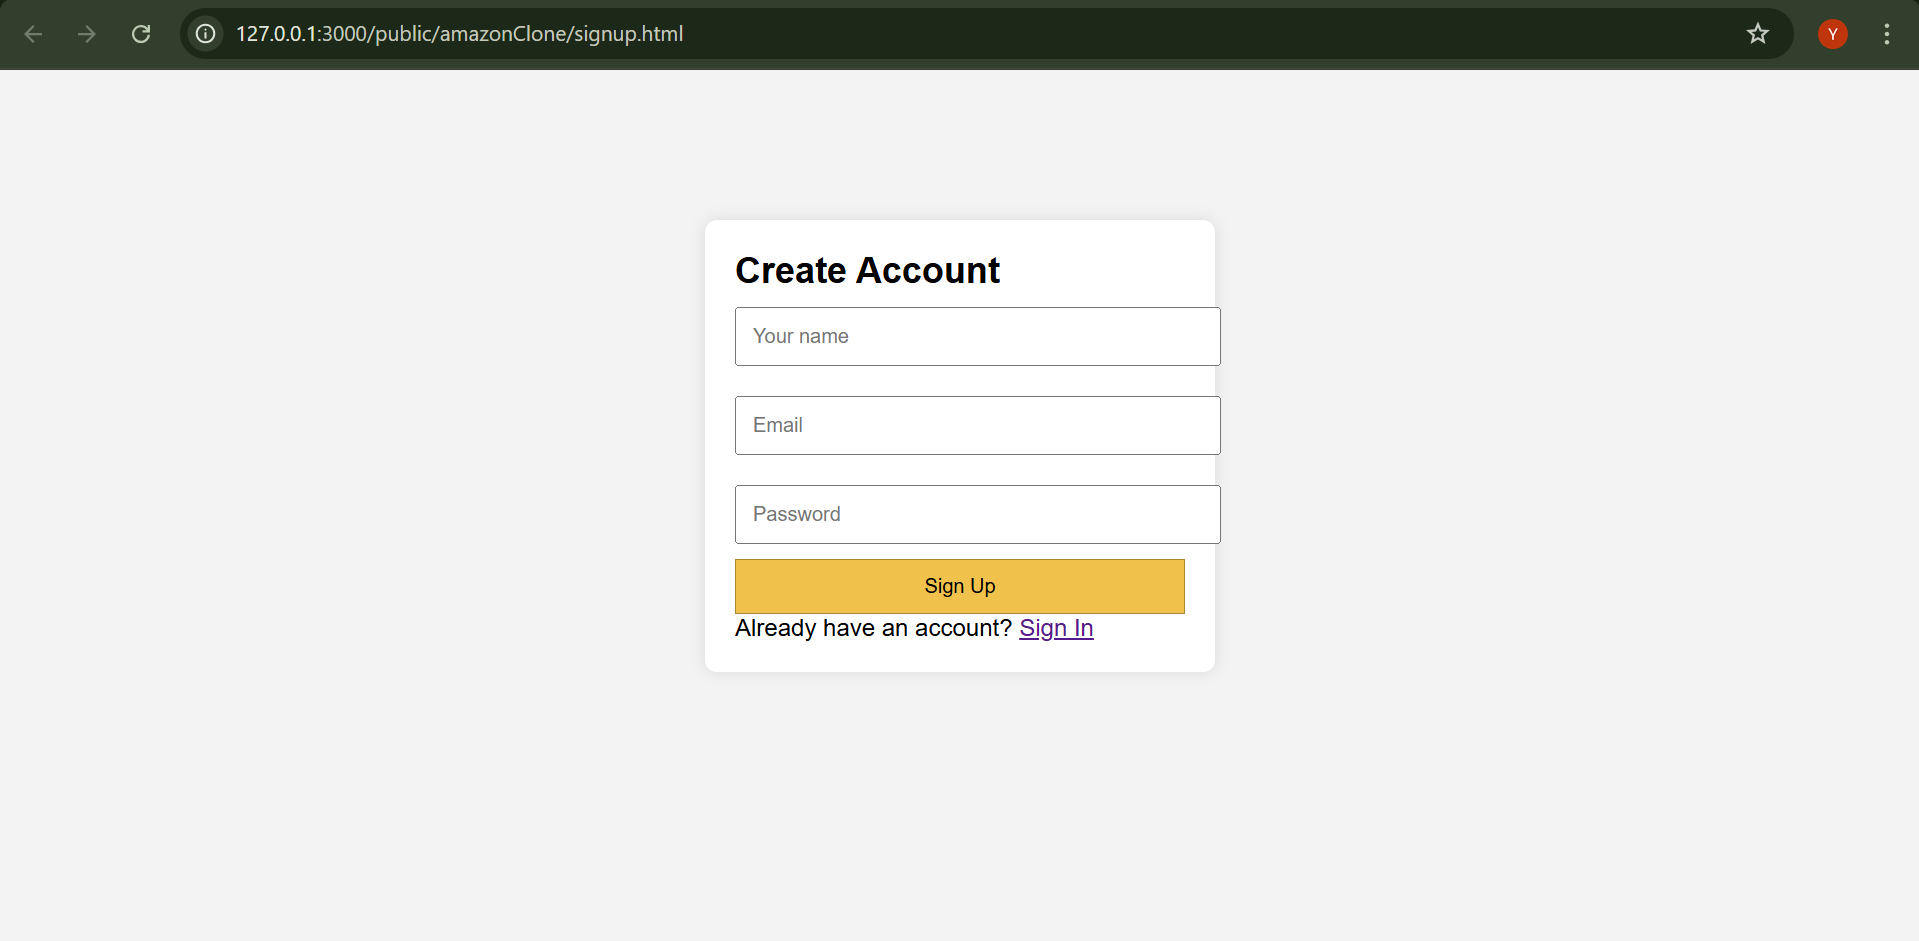 127.0.0.1:3000/public/amazonClone/signup.html
Y
Create Account
Your name
Email
Password
Sign Up
Already have an account? Sign In